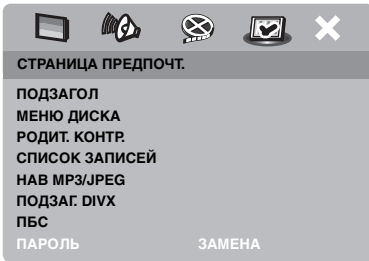 СТРАНИЦА ПРЕДПОЧТ.
ПОДЗАГОЛ
МЕНЮ ДИСКА
РОДИТ. КОНТР.
СПИСОК ЗАПИСЕЙ
НАВ MP3/JPEG
ПОДЗАГ. DIVX
ПБС
ПАРОЛЬ ЗАМЕНА